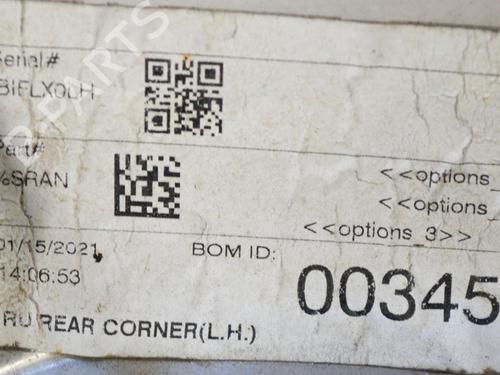 Serial#
BIFLX0LH
Part#
%SRAN
<<options
<<options
<<options 3>>
01/15/2021
14:06:53
BOM ID:
00345
RU REAR CORNER(L.H.)